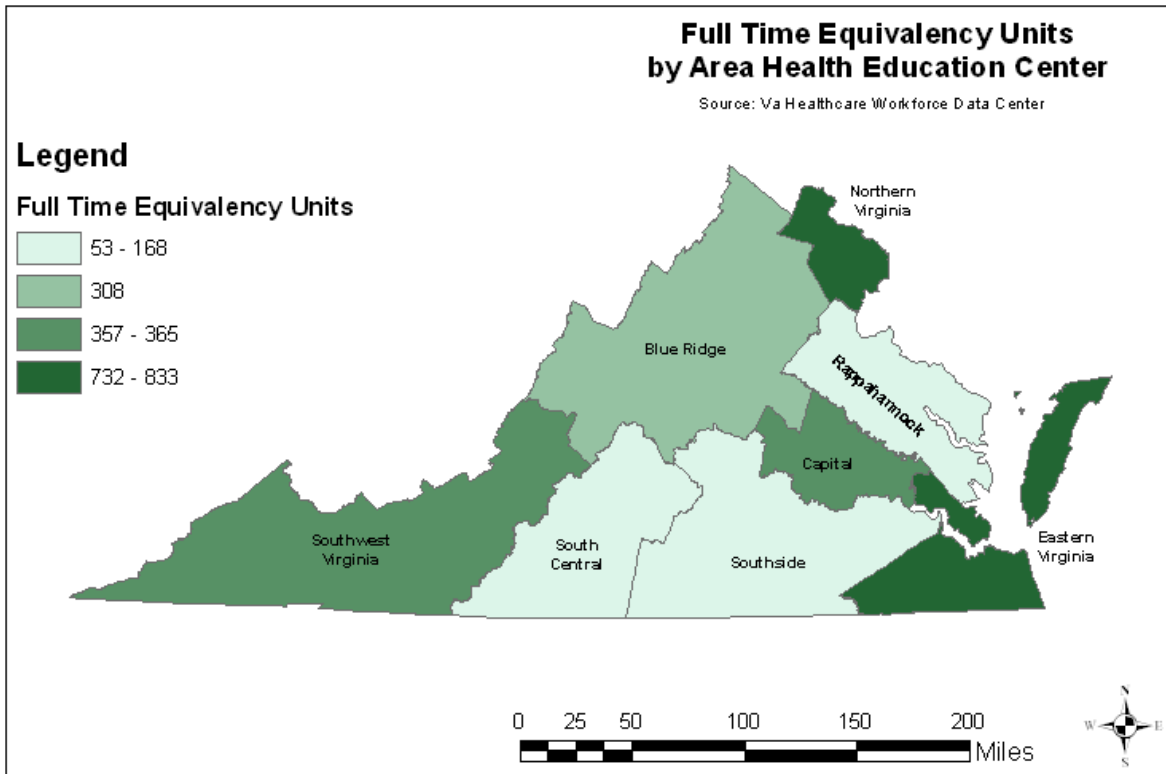 Full Time Equivalency Units
by Area Health Education Center
Source: Va Healthcare Workforce Data Center
Legend
Full Time Equivalency Units
53 - 168
308
357 - 365
732 - 833
Northern
Virginia
Blue Ridge
Rappahannock
Capital
Southwest
Virginia
South
Central
Southside
Eastern
Virginia
0 25 50 100 150 200
Miles
N
W E
S